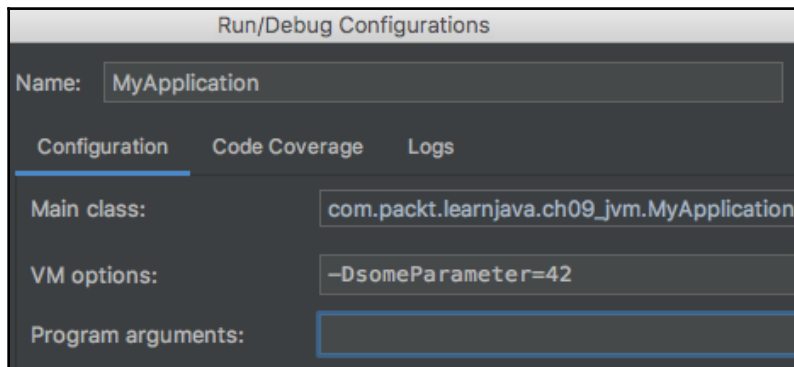 Run/Debug Configurations
Name: MyApplication
Configuration Code Coverage Logs
Main class: com.packt.learnjava.ch09_jvm.MyApplication
VM options: -DsomeParameter=42
Program arguments: